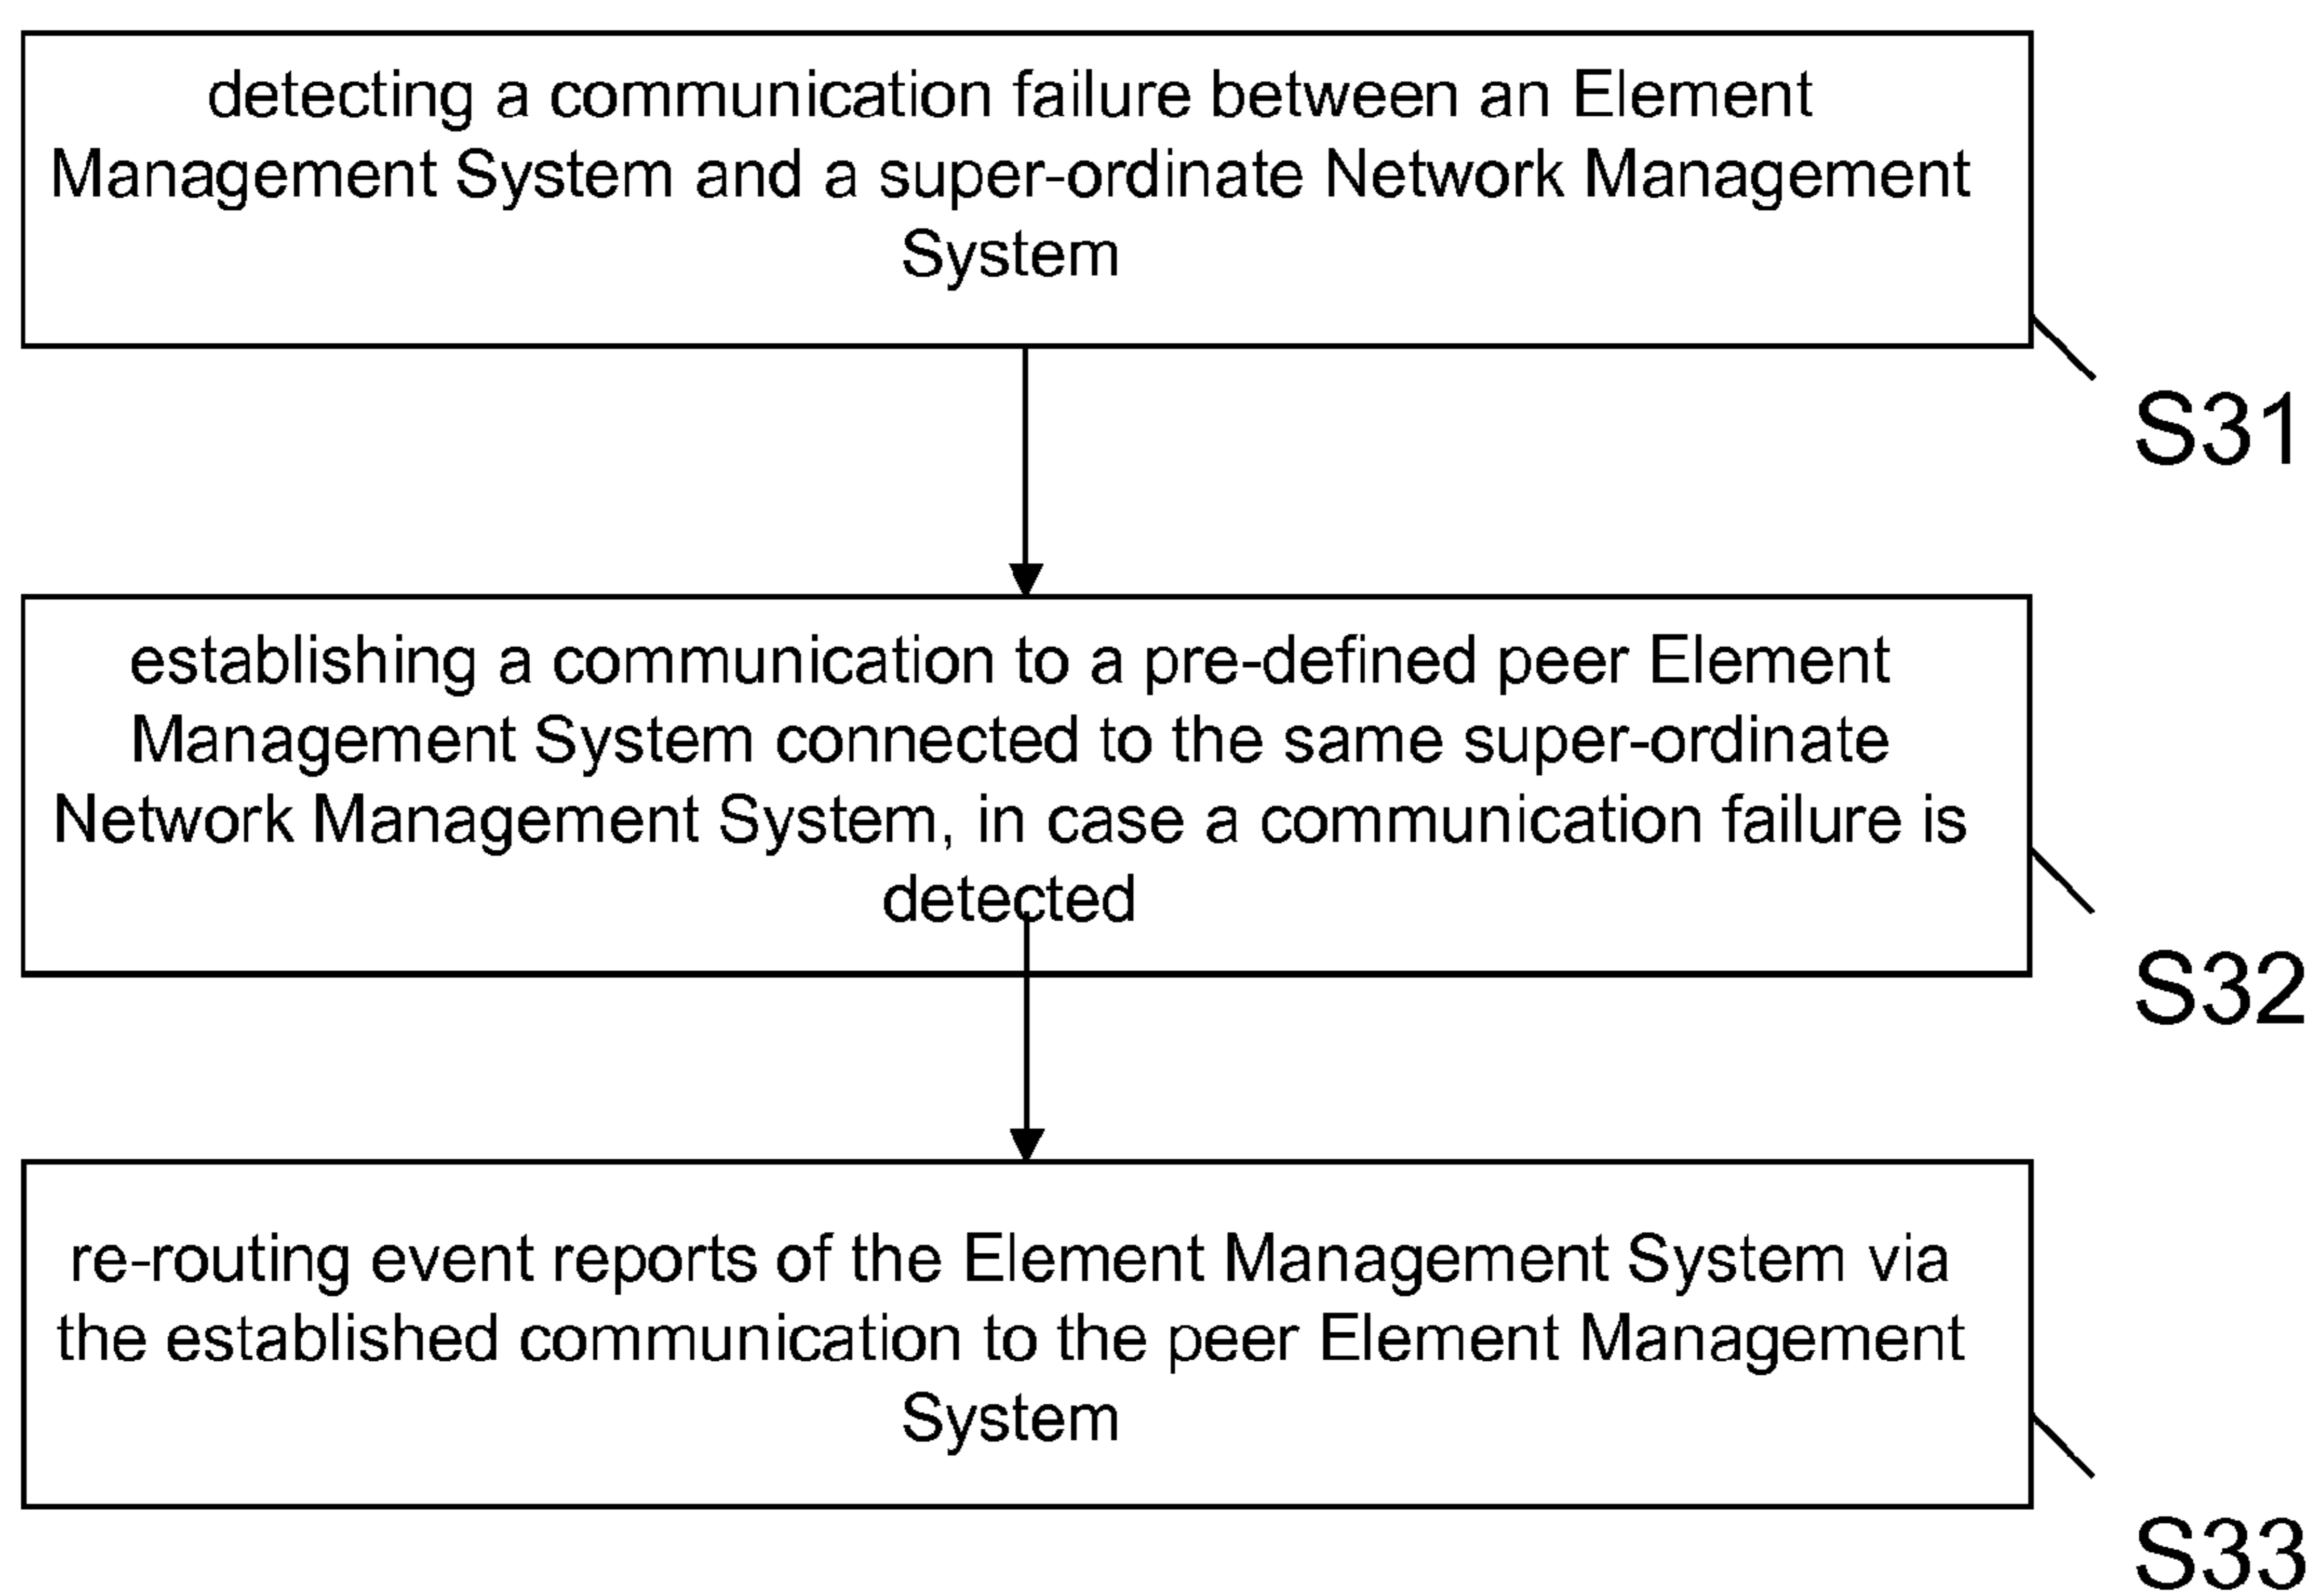 detecting a communication failure between an Element
Management System and a super-ordinate Network Management
System
S31
establishing a communication to a pre-defined peer Element
Management System connected to the same super-ordinate
Network Management System, in case a communication failure is
detected
S32
re-routing event reports of the Element Management System via
the established communication to the peer Element Management
System
S33